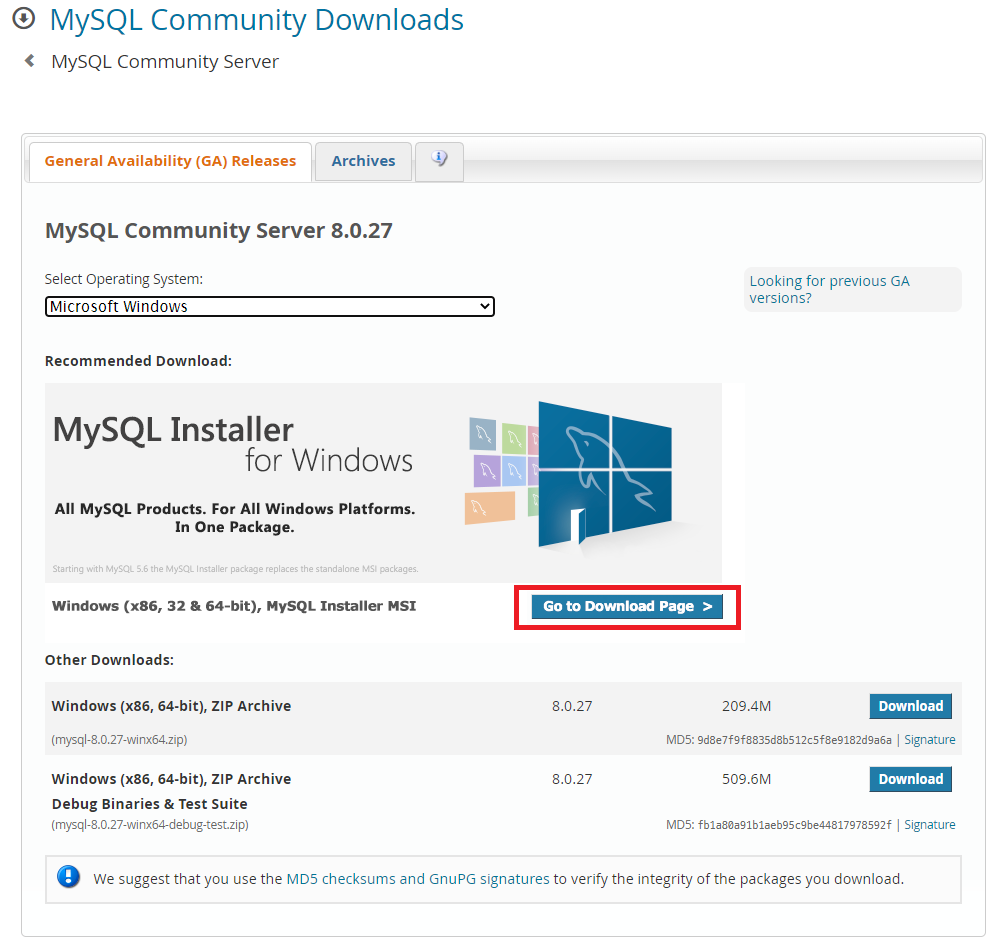 MySQL Community Downloads
MySQL Community Server
General Availability (GA) Releases
Archives
MySQL Community Server 8.0.27
Select Operating System:
Microsoft Windows
Looking for previous GA
versions?
Recommended Download:
MySQL Installer
for Windows
All MySQL Products. For All Windows Platforms.
In One Package.
Starting with MySQL 5.6 the MySQL Installer package replaces the standalone MSI packages.
Windows (x86, 32 & 64-bit), MySQL Installer MSI
Go to Download Page >
Other Downloads:
Windows (x86, 64-bit), ZIP Archive 8.0.27 209.4M Download
(mysql-8.0.27-winx64.zip) MD5: 9d8e7f9f8835d8b512c5f8e9182d9a6a | Signature
Windows (x86, 64-bit), ZIP Archive 8.0.27 509.6M Download
Debug Binaries & Test Suite
(mysql-8.0.27-winx64-debug-test.zip) MD5: fb1a80a91b1aeb95c9be44817978592f | Signature
We suggest that you use the MD5 checksums and GnuPG signatures to verify the integrity of the packages you download.